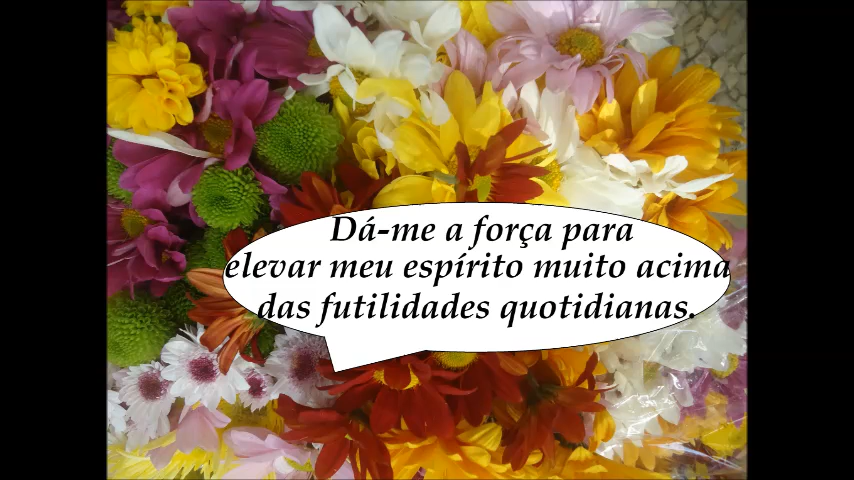 Dá-me a força para
elevar meu espírito muito acima
das futilidades quotidianas.